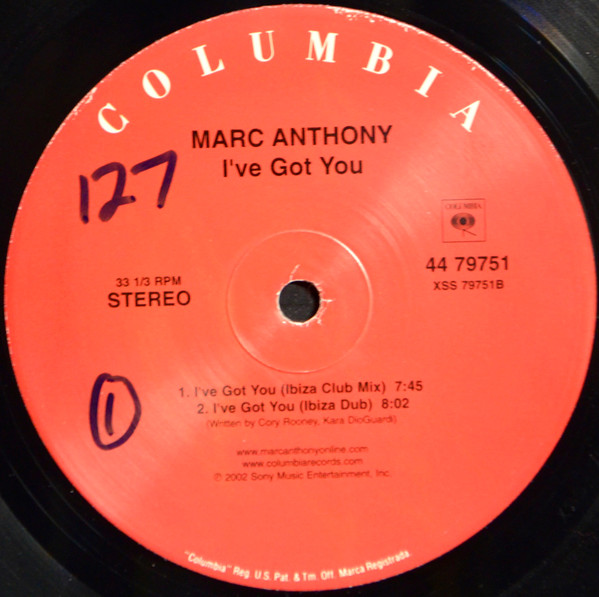 COLUMBIA
MARC ANTHONY
I've Got You
127
COLUMBIA
44 79751
XSS 79751B
33 1/3 RPM
STEREO
1
1. I've Got You (Ibiza Club Mix) 7:45
2. I've Got You (Ibiza Dub) 8:02
(Written by Cory Rooney, Kara DioGuardi)
www.marcanthonyonline.com
www.columbiarecords.com
℗ 2002 Sony Music Entertainment, Inc.
"Columbia" Reg. U.S. Pat. & Tm. Off. Marca Registrada.